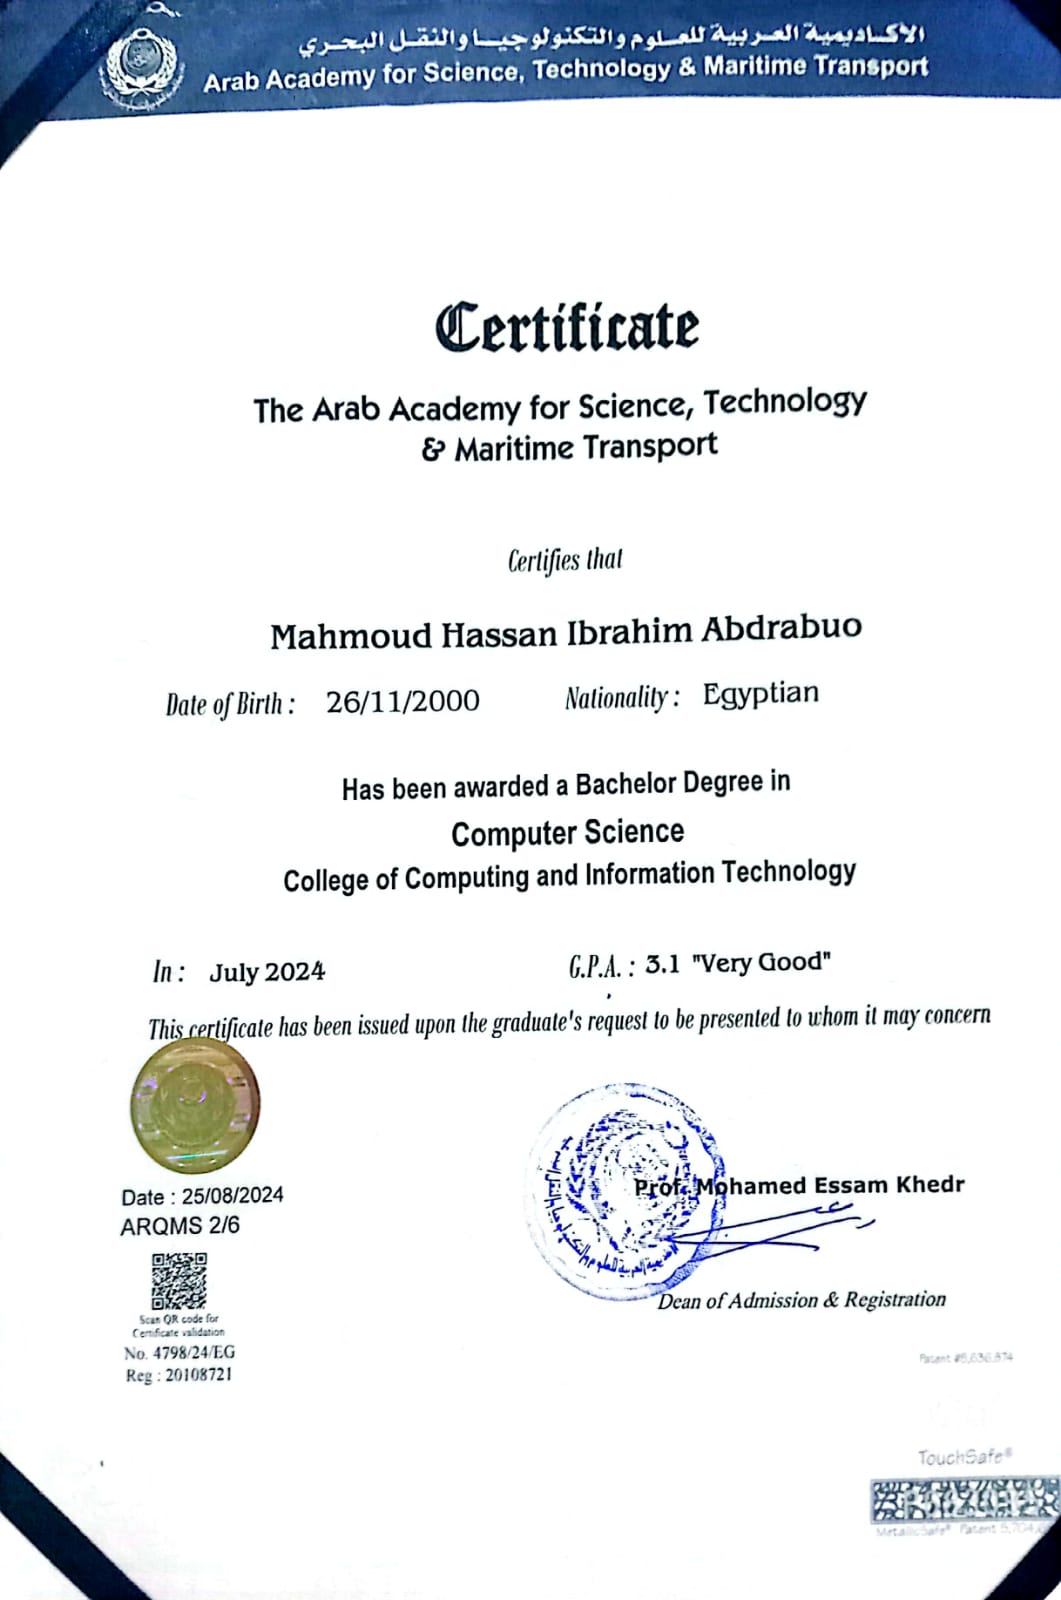 الأكاديمية العربية للعلوم والتكنولوجيا والنقل البحري
Arab Academy for Science, Technology & Maritime Transport
Certificate
The Arab Academy for Science, Technology
& Maritime Transport
Certifies that
Mahmoud Hassan Ibrahim Abdrabuo
Date of Birth : 26/11/2000 Nationality : Egyptian
Has been awarded a Bachelor Degree in
Computer Science
College of Computing and Information Technology
In : July 2024 G.P.A. : 3.1 "Very Good"
This certificate has been issued upon the graduate's request to be presented to whom it may concern
Prof. Mohamed Essam Khedr
Date : 25/08/2024
ARQMS 2/6
Dean of Admission & Registration
Scan QR code for
Certificate validation
No. 4798/24/EG
Reg : 20108721
Patent #5,636,874
TouchSafe®
MetallicSafe® Patent